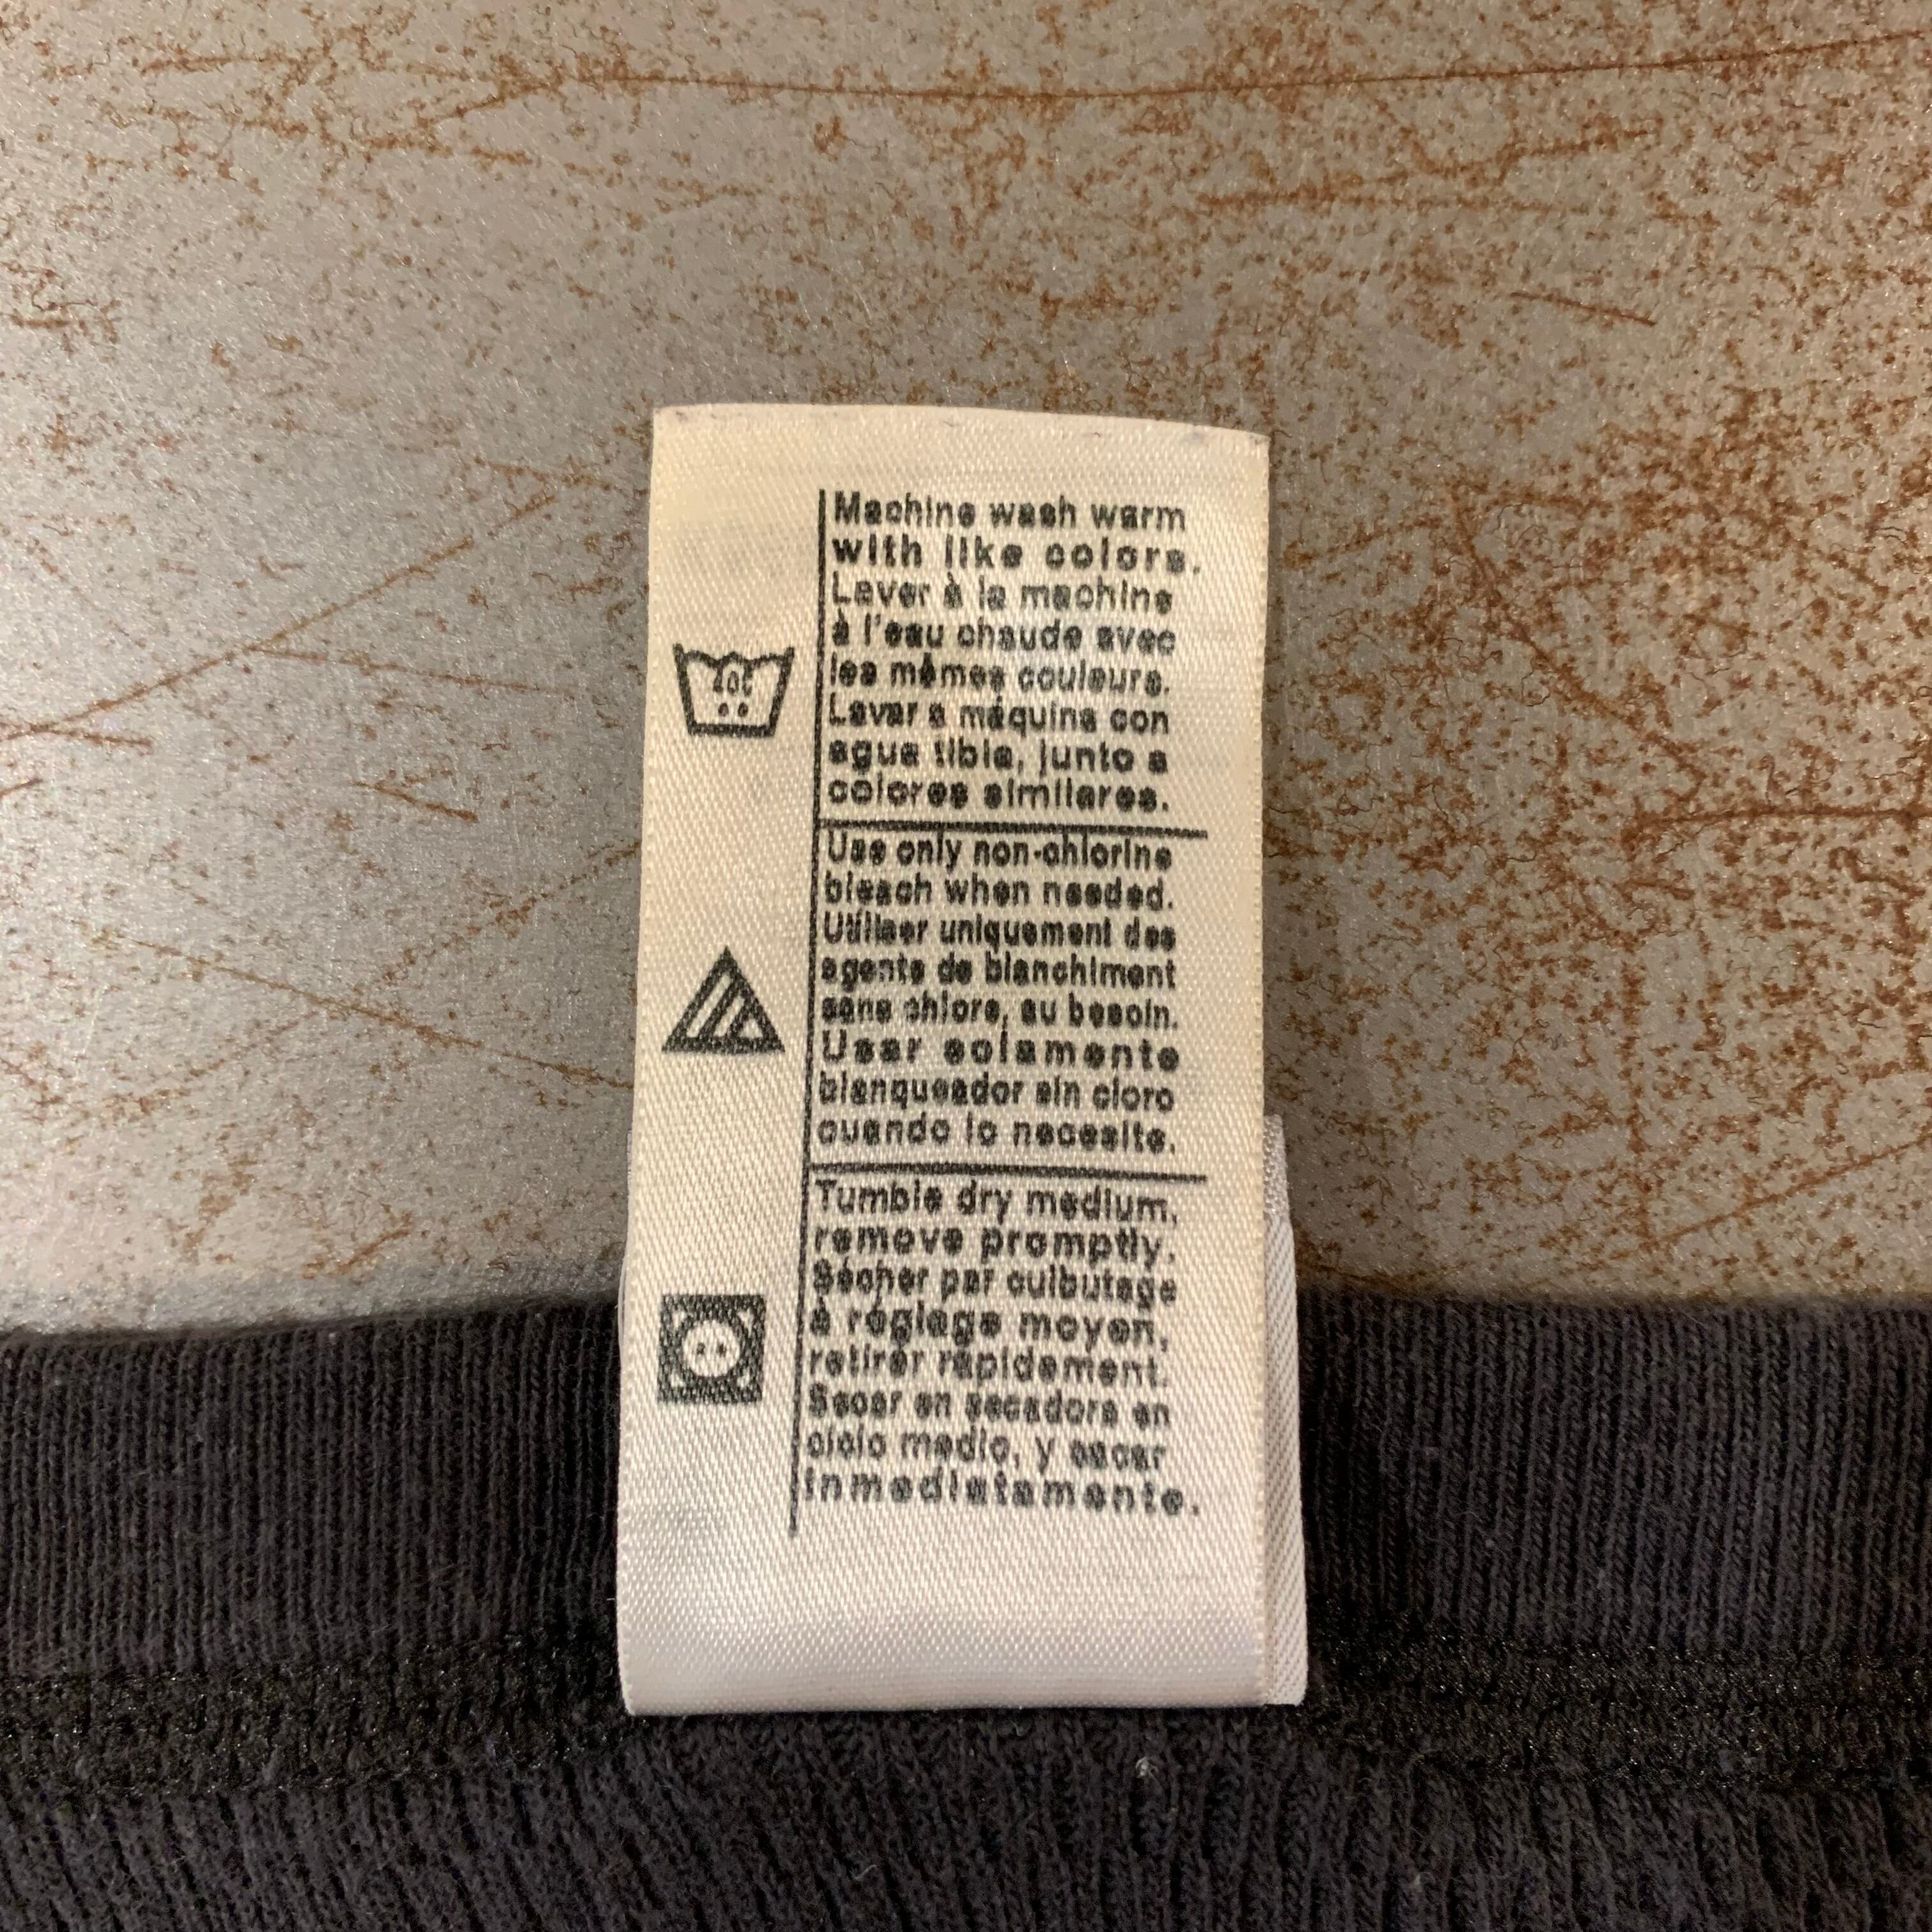 Machine wash warm
with like colors.
Laver à la machine
à l'eau chaude avec
les mêmes couleurs.
Lavar a máquina con
agua tibia, junto a
colores similares.
40C
Use only non-chlorine
bleach when needed.
Utiliser uniquement des
agents de blanchiment
sans chlore, au besoin.
Usar solamente
blanqueador sin cloro
cuando lo necesite.
Tumble dry medium,
remove promptly.
Sécher par culbutage
à réglage moyen,
retirer rapidement.
Secar en secadora en
ciclo medio, y sacar
inmediatamente.